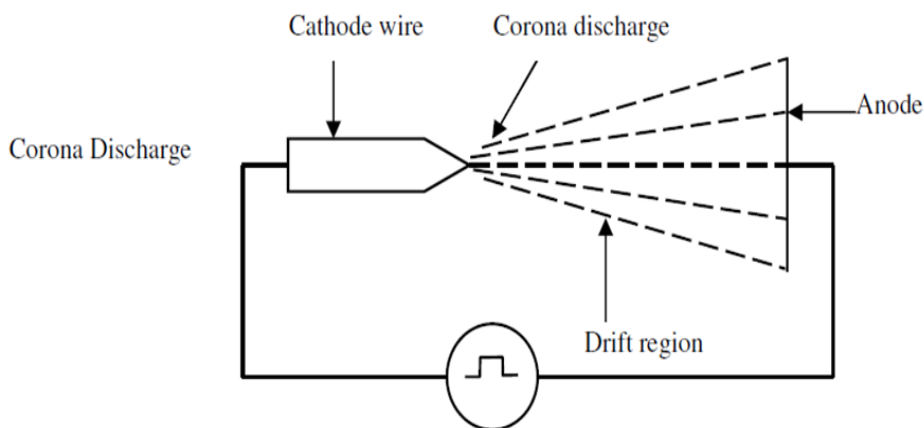 Cathode wire
Corona discharge
Anode
Corona Discharge
Drift region